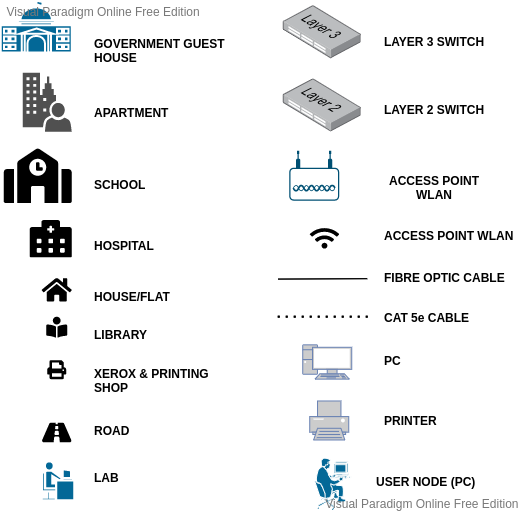 Visual Paradigm Online Free Edition
GOVERNMENT GUEST
HOUSE
APARTMENT
SCHOOL
HOSPITAL
HOUSE/FLAT
LIBRARY
XEROX & PRINTING
SHOP
ROAD
LAB
Layer 3
LAYER 3 SWITCH
Layer 2
LAYER 2 SWITCH
ACCESS POINT
WLAN
ACCESS POINT WLAN
FIBRE OPTIC CABLE
CAT 5e CABLE
PC
PRINTER
USER NODE (PC)
Visual Paradigm Online Free Edition